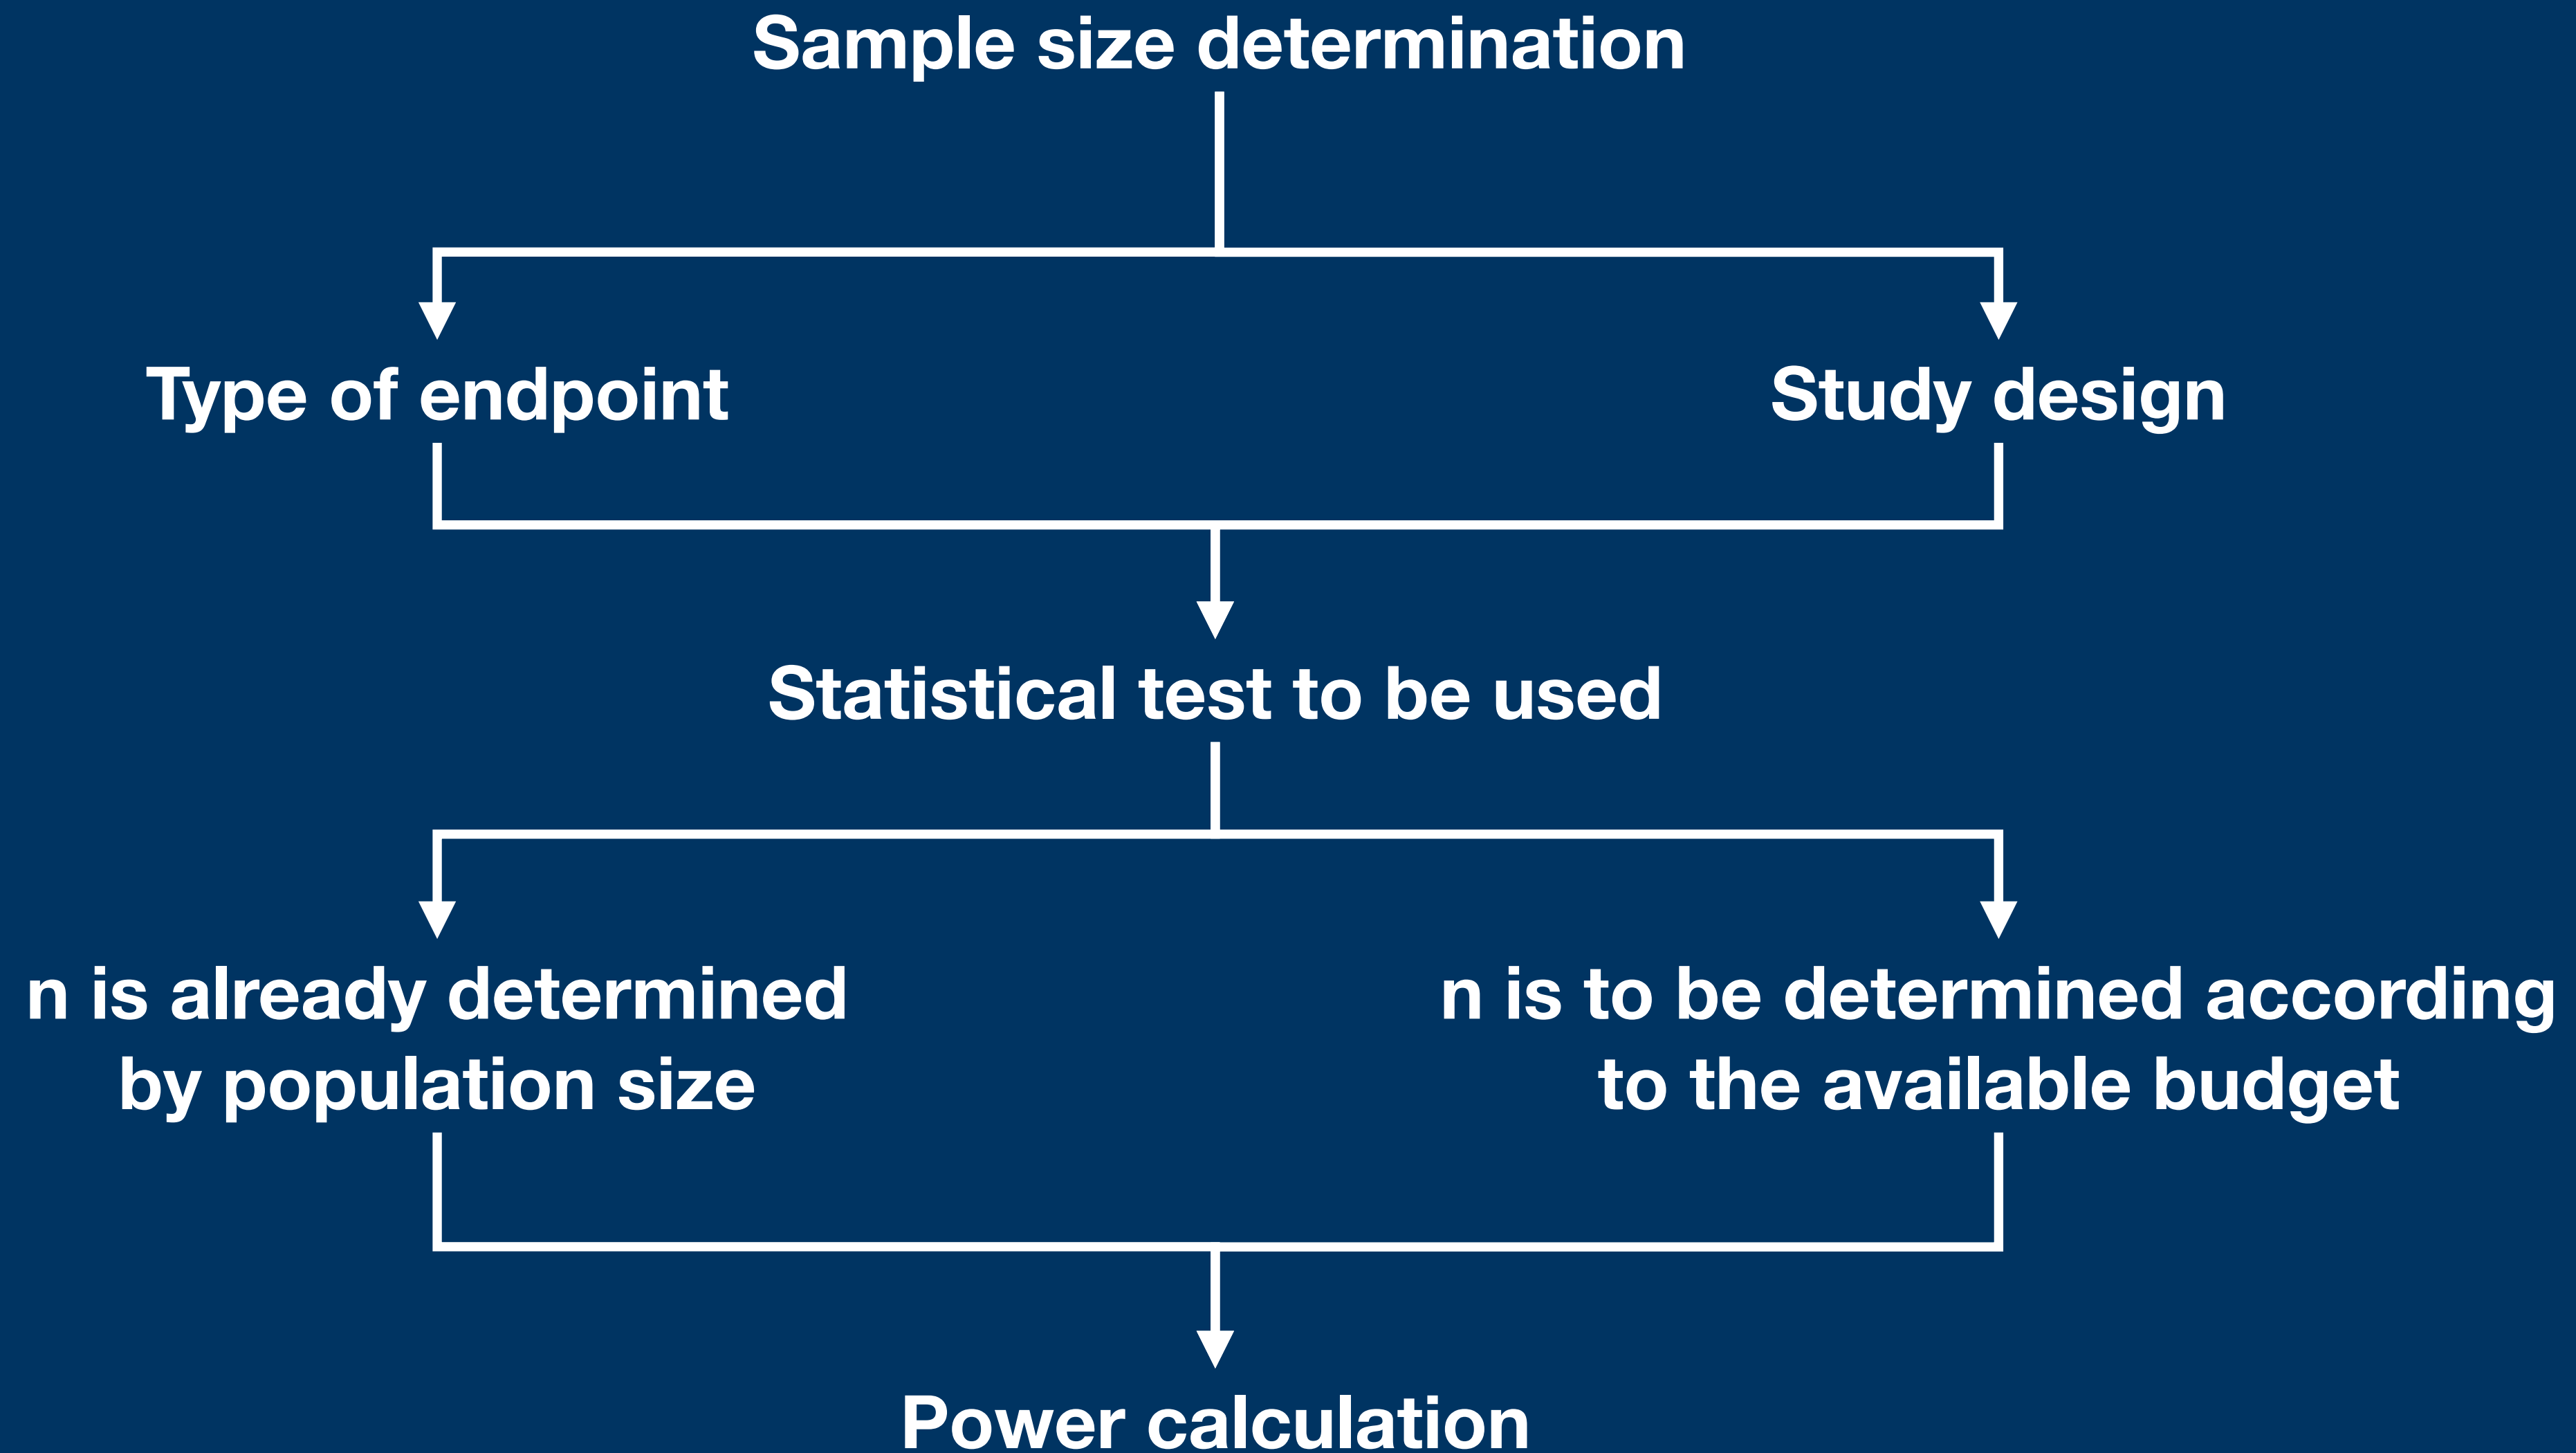 Sample size determination
Type of endpoint
Study design
Statistical test to be used
n is already determined
by population size
n is to be determined according
to the available budget
Power calculation